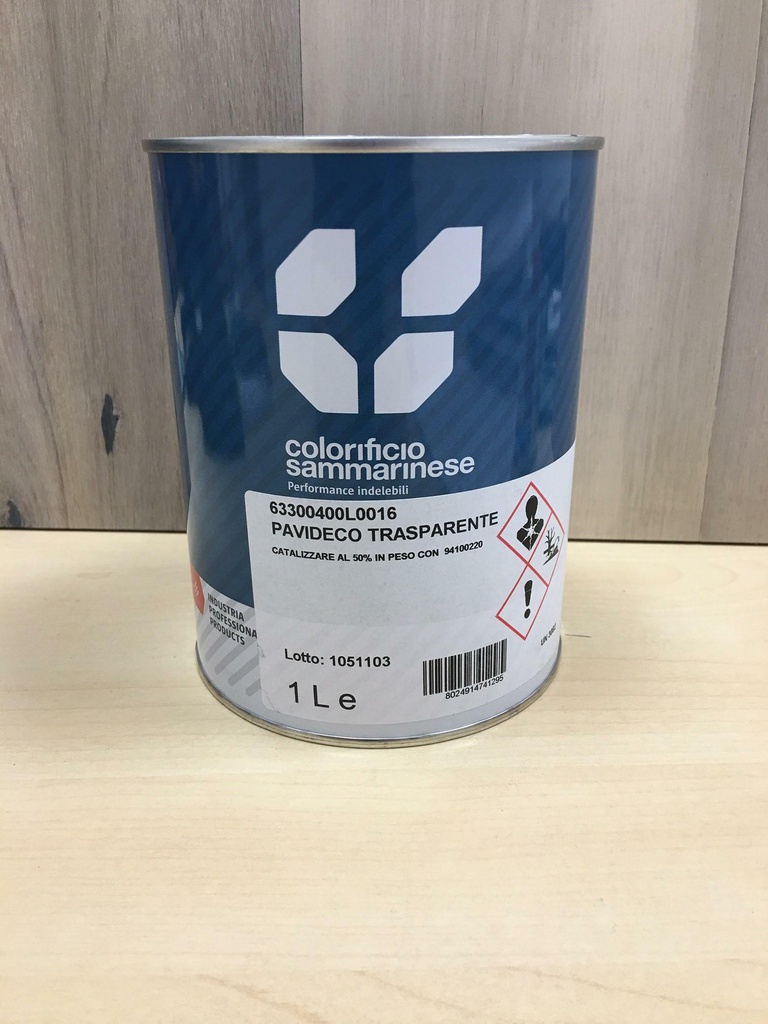 colorificio
sammarinese
Performance indelebili
63300400L0016
PAVIDECO TRASPARENTE
CATALIZZARE AL 50% IN PESO CON 94100220
INDUSTRIA
PROFESSIONA
PRODUCTS
Lotto: 1051103
1 L e
8024914741295